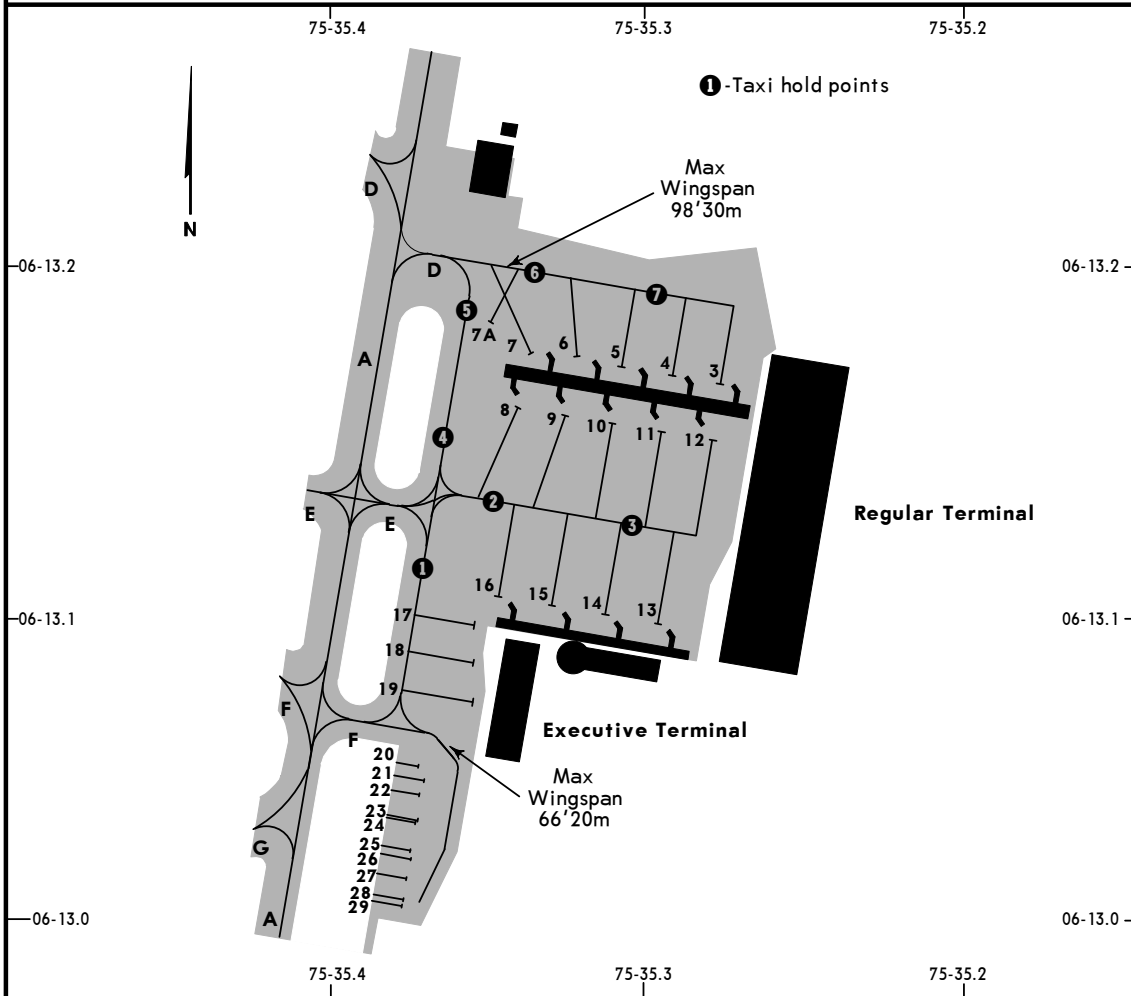 75-35.4
75-35.3
75-35.2
1 -Taxi hold points
Max
Wingspan
98'30m
D
N
06-13.2
D
6
06-13.2
7
5
7A
7
6
5
4
3
A
8
9
10
11
12
4
E
E
2
3
Regular Terminal
1
16
15
14
13
17
06-13.1
06-13.1
18
19
F
F
Executive Terminal
20
21
22
Max
Wingspan
66'20m
23
24
25
26
27
28
29
G
A
06-13.0
06-13.0
75-35.4
75-35.3
75-35.2